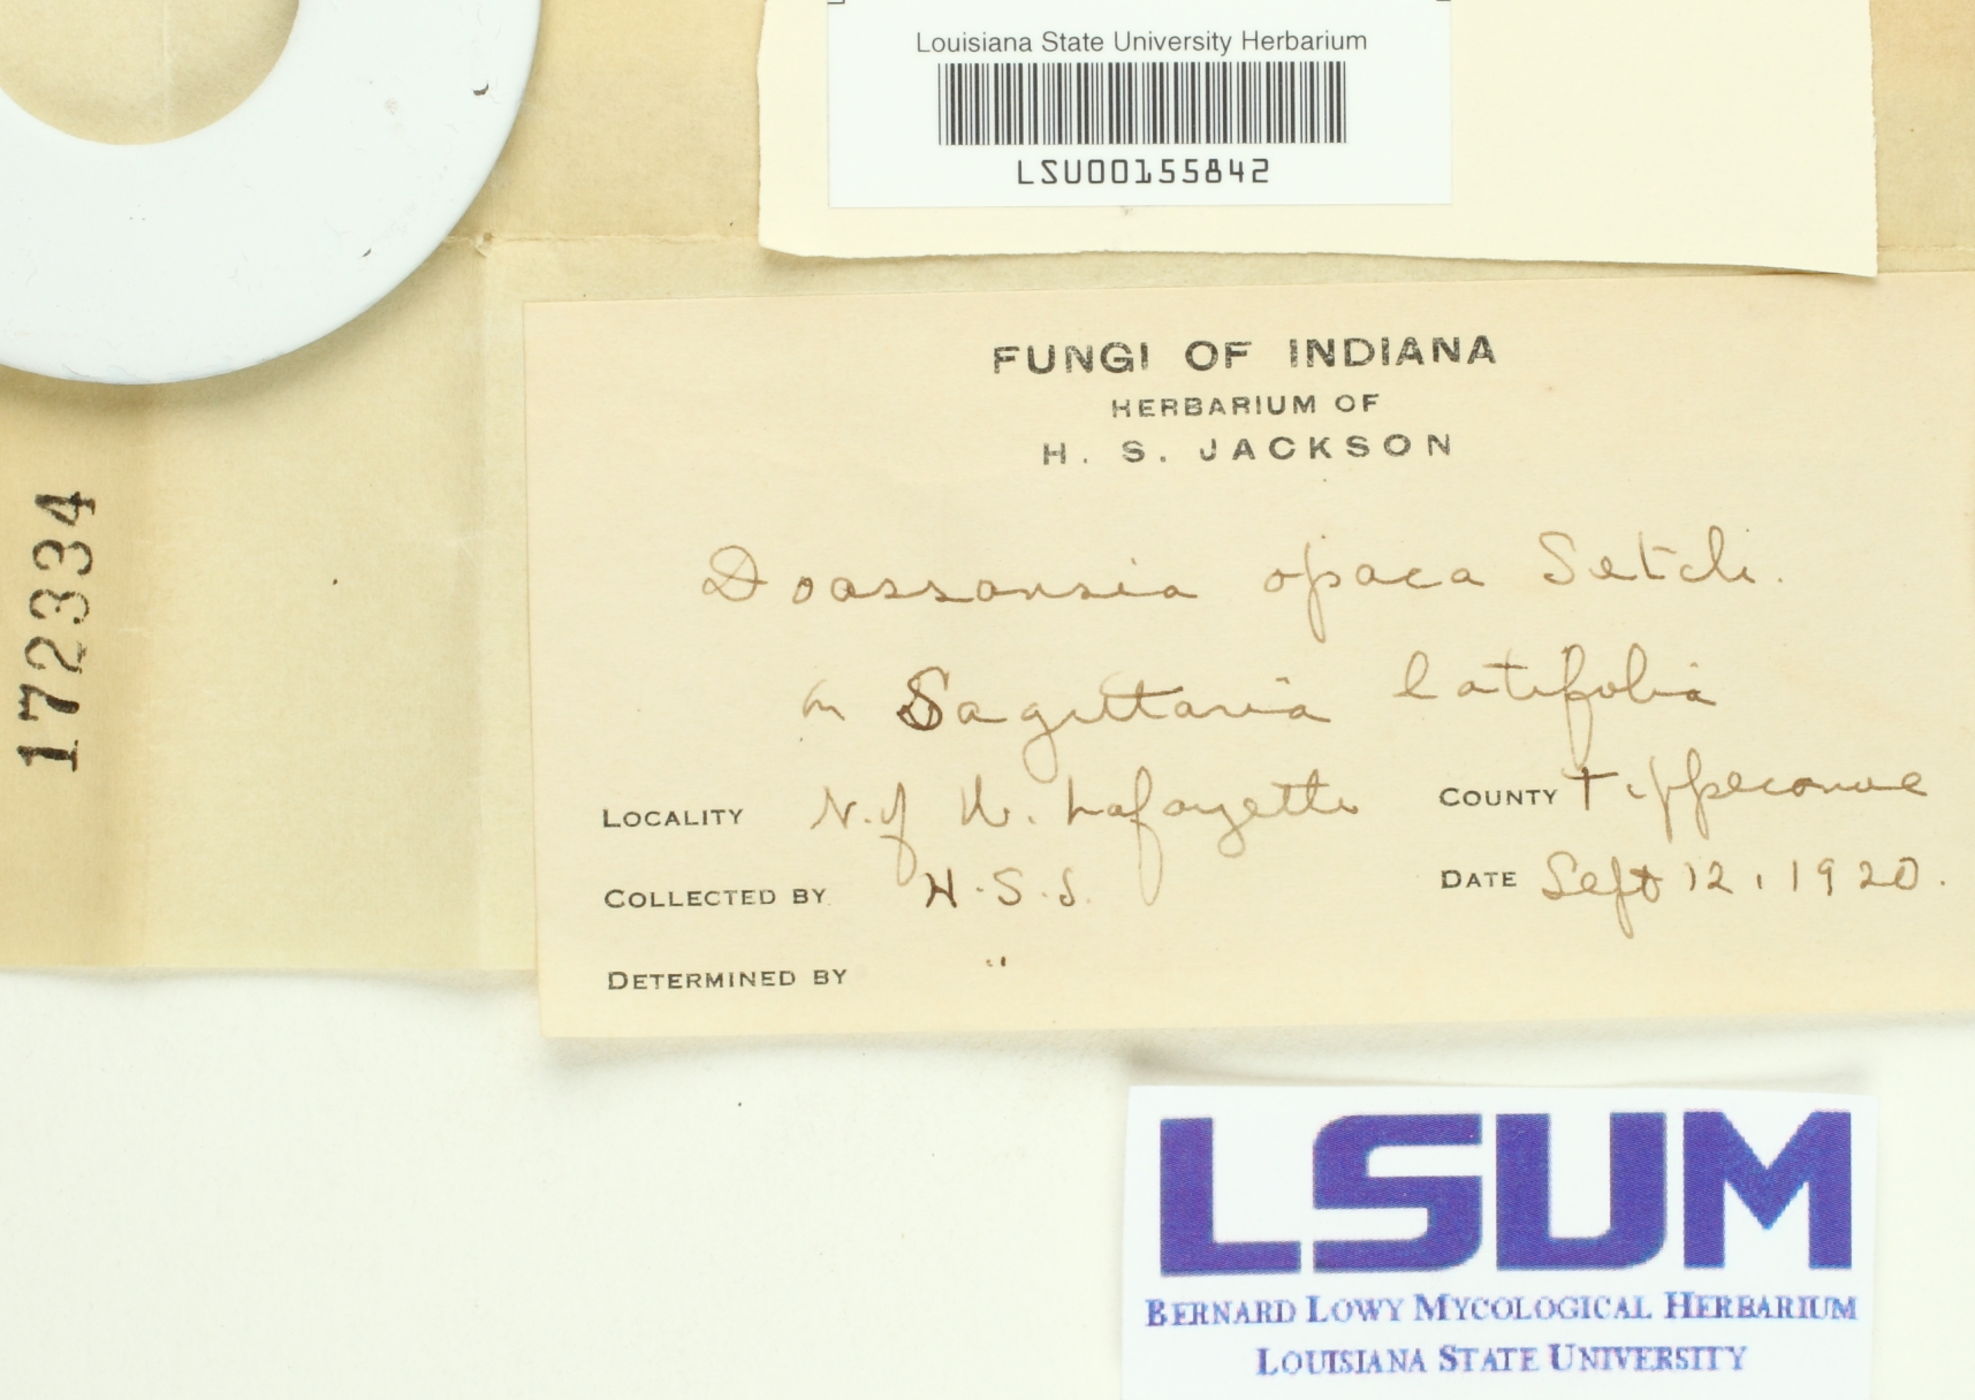 Louisiana State University Herbarium
LSU00155842
172334
FUNGI OF INDIANA
HERBARIUM OF
H. S. JACKSON
Doassansia opaca Setch.
on Sagittaria latifolia
LOCALITY N. of W. Lafayette COUNTY Tippecanoe
COLLECTED BY H.S.J. DATE Sept 12, 1920.
DETERMINED BY "
LSUM
BERNARD LOWY MYCOLOGICAL HERBARIUM
LOUISIANA STATE UNIVERSITY